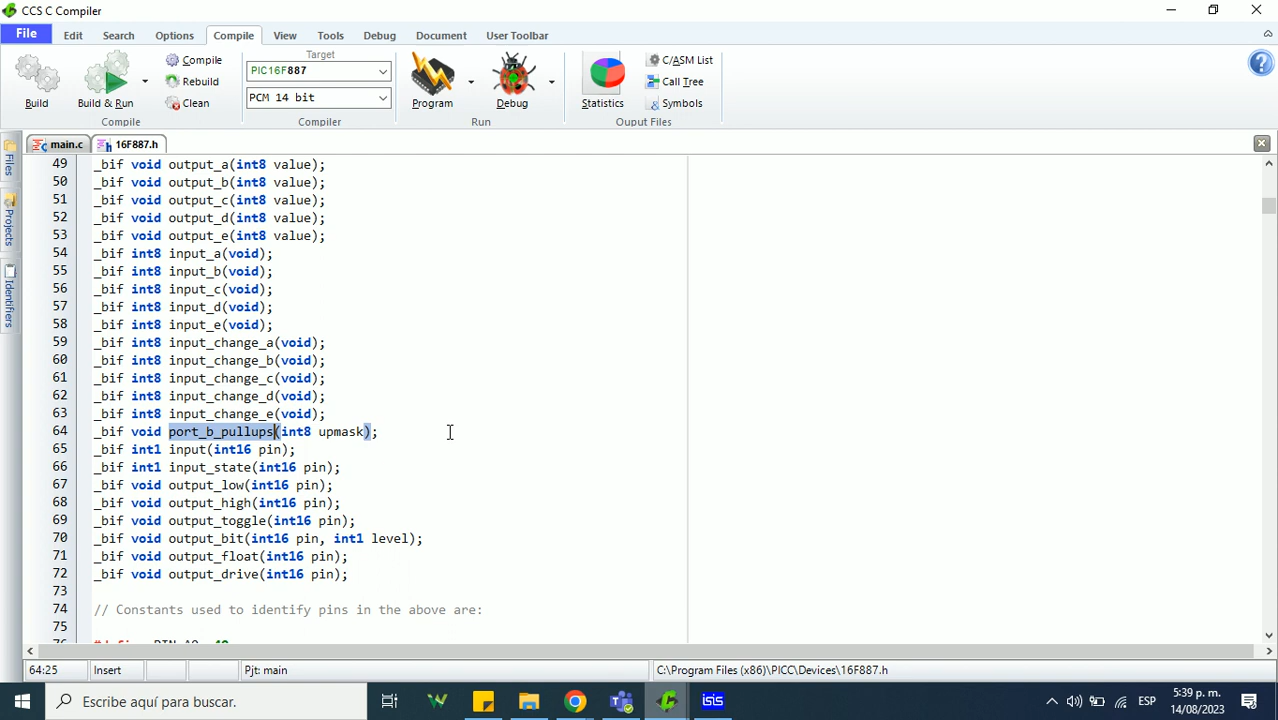 CCS C Compiler
File Edit Search Options Compile View Tools Debug Document User Toolbar
Target
Compile
PIC16F887
C/ASM List
Rebuild
Call Tree
PCM 14 bit
Build Build & Run Clean Program Debug Statistics Symbols
Compile Compiler Run Ouput Files
main.c 16F887.h
Files
Projects
Identifiers
49 _bif void output_a(int8 value);
50 _bif void output_b(int8 value);
51 _bif void output_c(int8 value);
52 _bif void output_d(int8 value);
53 _bif void output_e(int8 value);
54 _bif int8 input_a(void);
55 _bif int8 input_b(void);
56 _bif int8 input_c(void);
57 _bif int8 input_d(void);
58 _bif int8 input_e(void);
59 _bif int8 input_change_a(void);
60 _bif int8 input_change_b(void);
61 _bif int8 input_change_c(void);
62 _bif int8 input_change_d(void);
63 _bif int8 input_change_e(void);
64 _bif void port_b_pullups(int8 upmask);
65 _bif int1 input(int16 pin);
66 _bif int1 input_state(int16 pin);
67 _bif void output_low(int16 pin);
68 _bif void output_high(int16 pin);
69 _bif void output_toggle(int16 pin);
70 _bif void output_bit(int16 pin, int1 level);
71 _bif void output_float(int16 pin);
72 _bif void output_drive(int16 pin);
73
74 // Constants used to identify pins in the above are:
75
64:25 Insert Pjt: main C:\Program Files (x86)\PICC\Devices\16F887.h
Escribe aquí para buscar.
isis
ESP
5:39 p. m.
14/08/2023